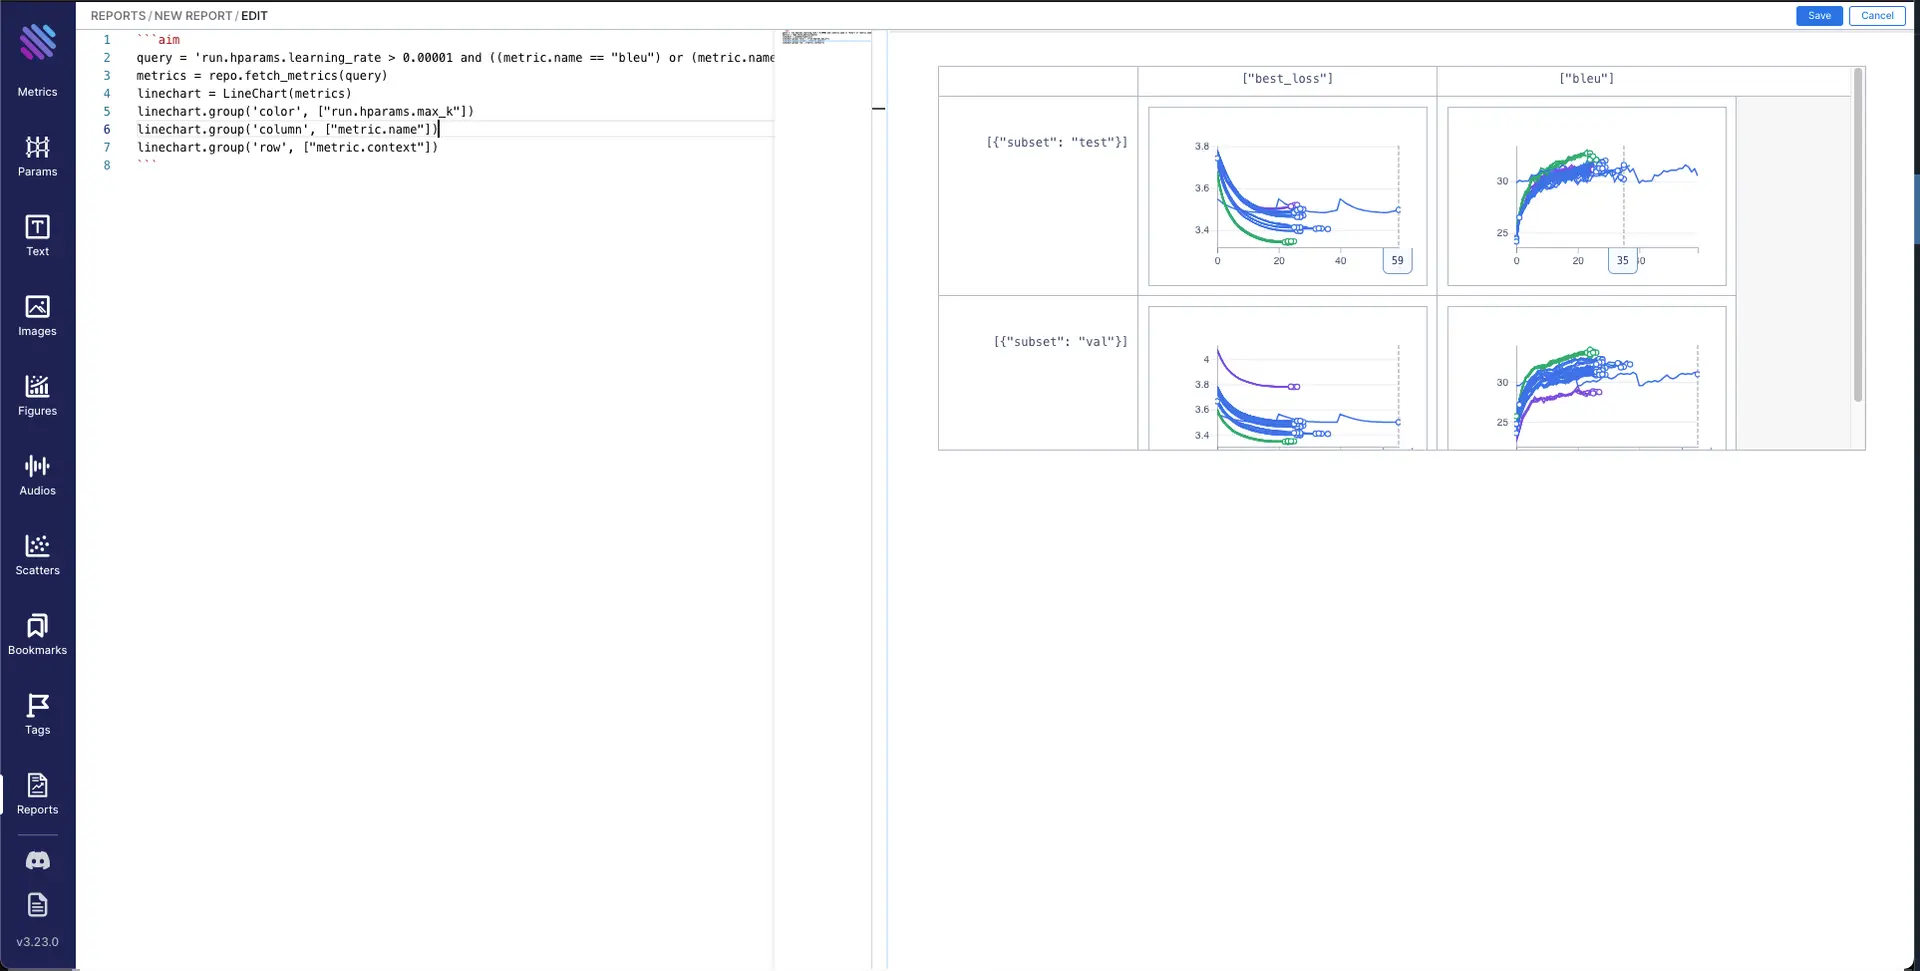 REPORTS / NEW REPORT / EDIT
Save
Cancel
Metrics
Params
Text
Images
Figures
Audios
Scatters
Bookmarks
Tags
Reports
v3.23.0
1 ```aim
2 query = 'run.hparams.learning_rate > 0.00001 and ((metric.name == "bleu") or (metric.name
3 metrics = repo.fetch_metrics(query)
4 linechart = LineChart(metrics)
5 linechart.group('color', ["run.hparams.max_k"])
6 linechart.group('column', ["metric.name"])
7 linechart.group('row', ["metric.context"])
8 ```
["best_loss"]
["bleu"]
[{"subset": "test"}]
3.8
3.6
3.4
0 20 40 59
30
25
0 20 35
[{"subset": "val"}]
4
3.8
3.6
3.4
30
25